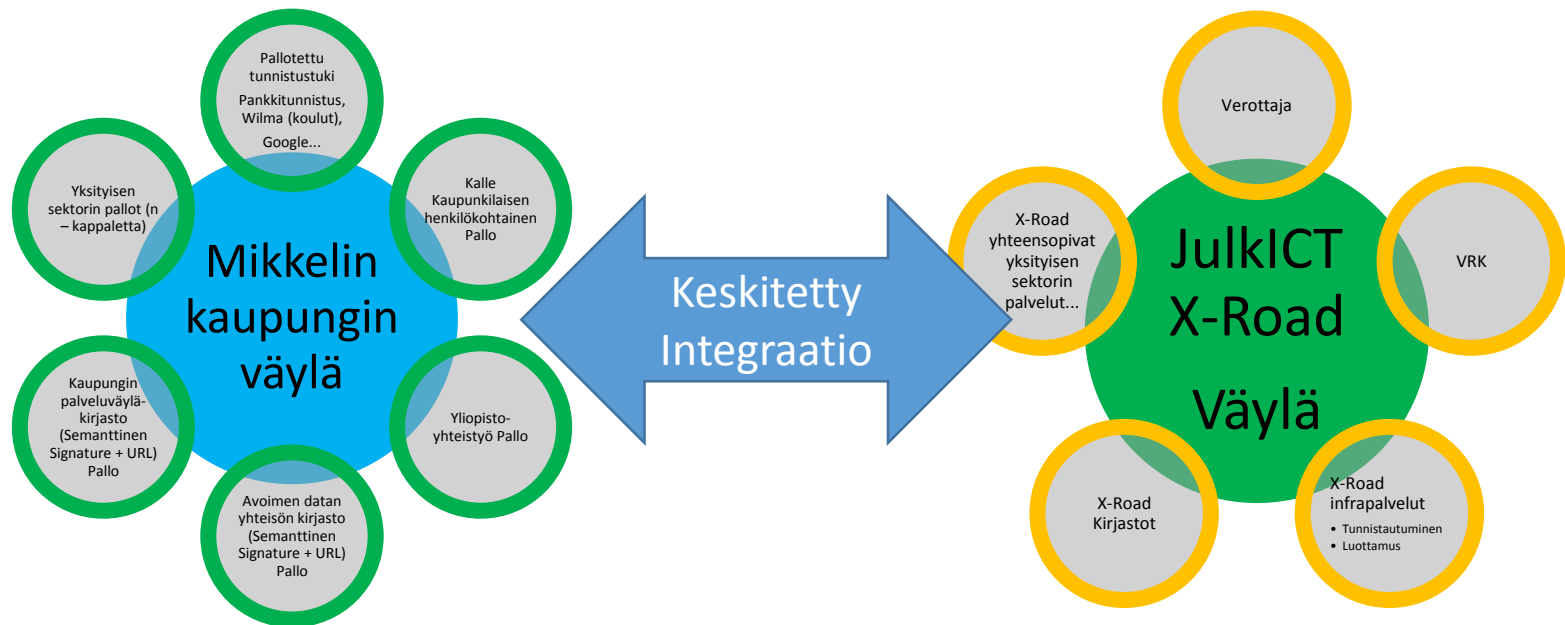 Pallotettu
tunnistustuki
Pankkitunnistus,
Wilma (koulut),
Google...
Yksityisen
sektorin pallot (n
– kappaletta)
Kalle
Kaupunkilaisen
henkilökohtainen
Pallo
Mikkelin
kaupungin
väylä
Kaupungin
palveluväylä-
kirjasto
(Semanttinen
Signature + URL)
Pallo
Yliopisto-
yhteistyö Pallo
Avoimen datan
yhteisön kirjasto
(Semanttinen
Signature + URL)
Pallo
Keskitetty
Integraatio
Verottaja
X-Road
yhteensopivat
yksityisen
sektorin
palvelut...
VRK
JulkICT
X-Road
Väylä
X-Road
Kirjastot
X-Road
infrapalvelut
• Tunnistautuminen
• Luottamus